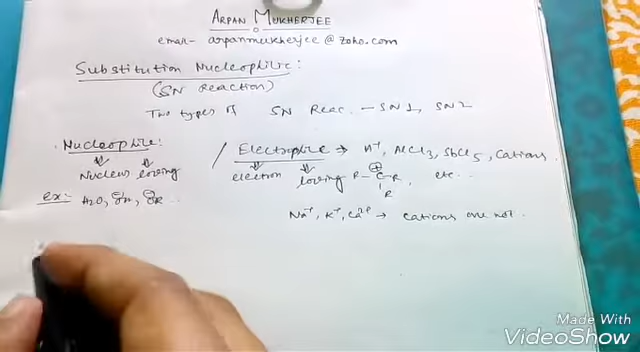 ARPAN MUKHERJEE
email- arpanmukherjee@zoho.com
Substitution Nucleophilic:
(SN Reaction)
Two types of SN Reac. - SN1, SN2
Nucleophile: / Electrophile → H⁺, AlCl3, SbCl5, Cations.
Nucleus loving electron loving R-C-R etc..
⊕
R
ex: H2O, OH, OR ..
Na⁺, K⁺, Ca²⁺ → Cations are not.
Made With
VideoShow